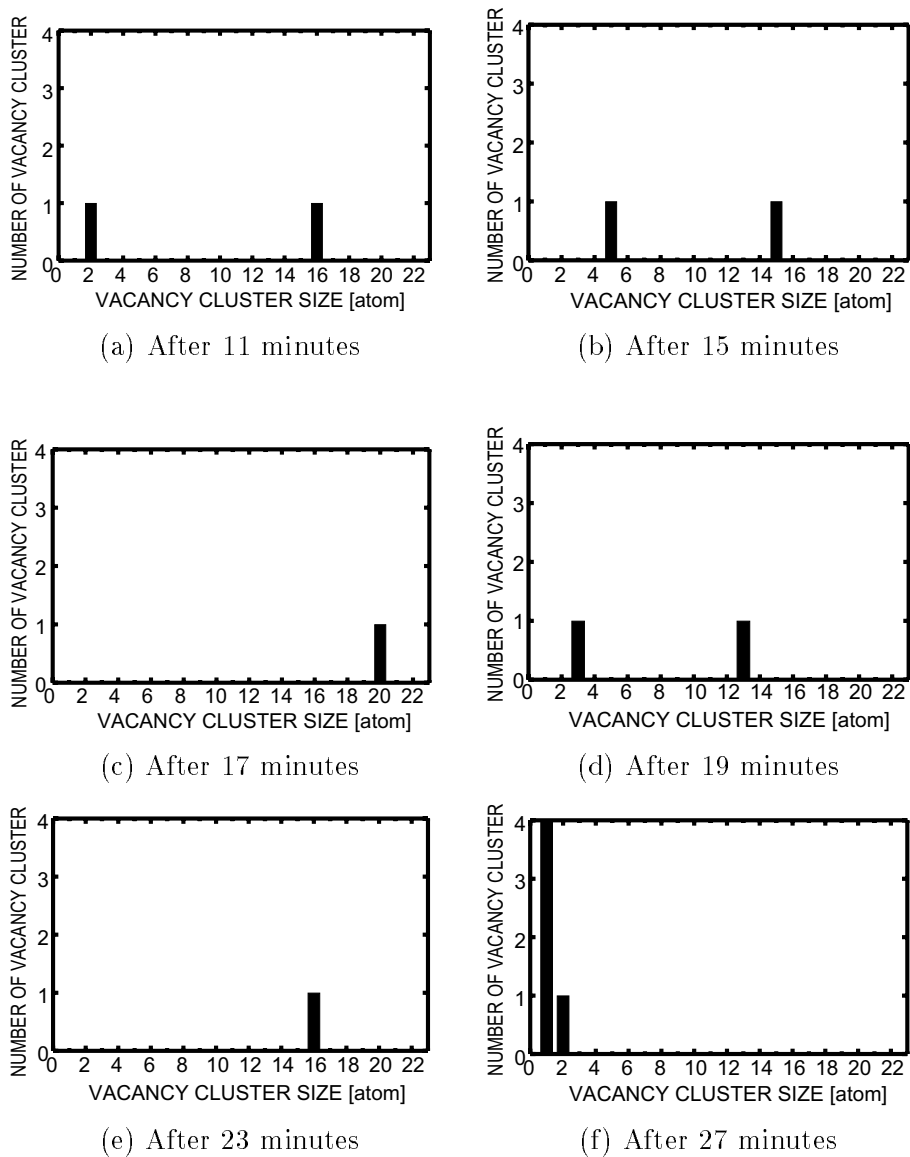 NUMBER OF VACANCY CLUSTER
4
3
2
1
0
0 2 4 6 8 10 12 14 16 18 20 22
VACANCY CLUSTER SIZE [atom]
(a) After 11 minutes
NUMBER OF VACANCY CLUSTER
4
3
2
1
0
0 2 4 6 8 10 12 14 16 18 20 22
VACANCY CLUSTER SIZE [atom]
(b) After 15 minutes
NUMBER OF VACANCY CLUSTER
4
3
2
1
0
0 2 4 6 8 10 12 14 16 18 20 22
VACANCY CLUSTER SIZE [atom]
(c) After 17 minutes
NUMBER OF VACANCY CLUSTER
4
3
2
1
0
0 2 4 6 8 10 12 14 16 18 20 22
VACANCY CLUSTER SIZE [atom]
(d) After 19 minutes
NUMBER OF VACANCY CLUSTER
4
3
2
1
0
0 2 4 6 8 10 12 14 16 18 20 22
VACANCY CLUSTER SIZE [atom]
(e) After 23 minutes
NUMBER OF VACANCY CLUSTER
4
3
2
1
0
0 2 4 6 8 10 12 14 16 18 20 22
VACANCY CLUSTER SIZE [atom]
(f) After 27 minutes